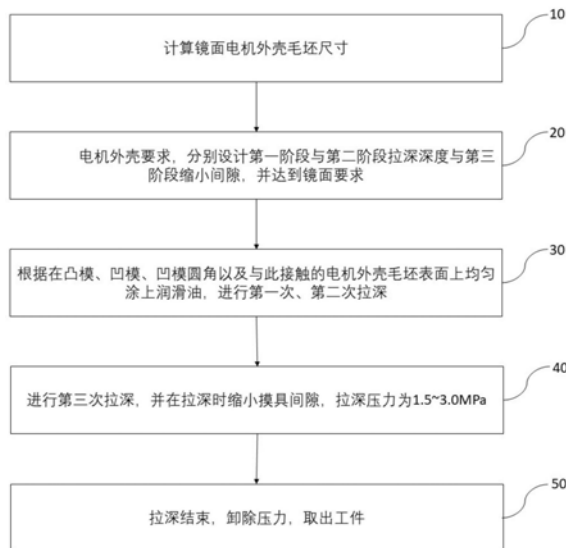 10
计算镜面电机外壳毛坯尺寸
20
电机外壳要求，分别设计第一阶段与第二阶段拉深深度与第三
阶段缩小间隙，并达到镜面要求
30
根据在凸模、凹模、凹模圆角以及与此接触的电机外壳毛坯表面上均匀
涂上润滑油，进行第一次、第二次拉深
40
进行第三次拉深，并在拉深时缩小摸具间隙，拉深压力为1.5~3.0MPa
50
拉深结束，卸除压力，取出工件